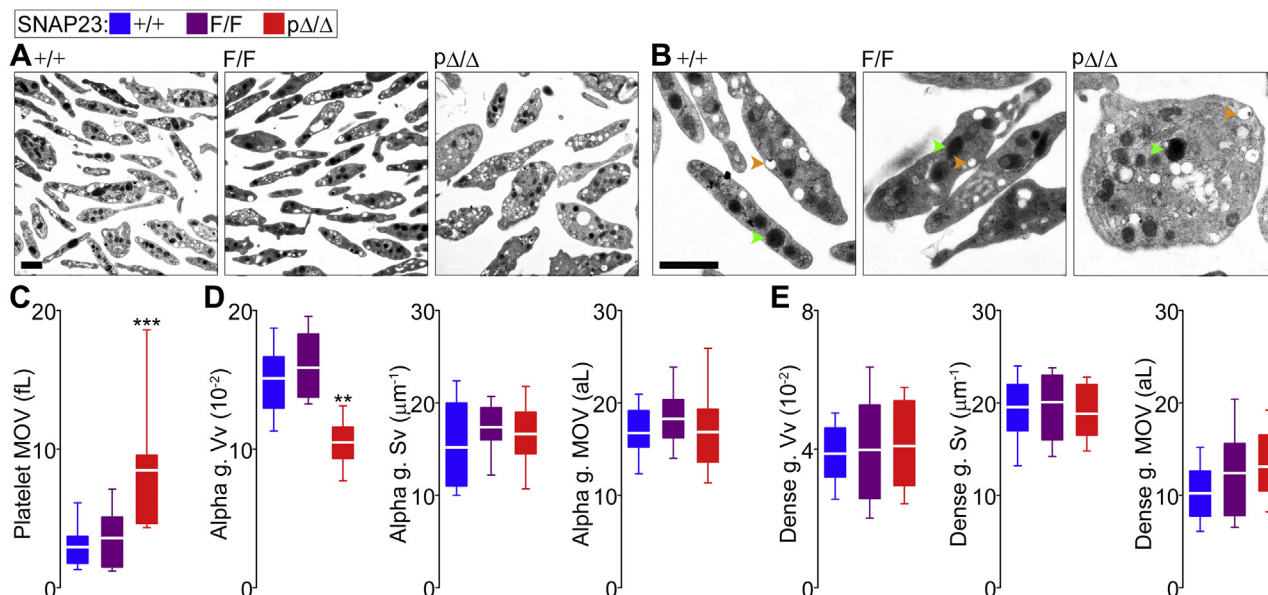 SNAP23: +/+ F/F pΔ/Δ
A +/+ F/F pΔ/Δ
B +/+ F/F pΔ/Δ
C
20
10
0
Platelet MOV (fL)
***
D
20
10
0
Alpha g. Vv (10⁻²)
**
30
20
10
0
Alpha g. Sv (μm⁻¹)
30
20
10
0
Alpha g. MOV (aL)
E
8
4
0
Dense g. Vv (10⁻²)
30
20
10
0
Dense g. Sv (μm⁻¹)
30
20
10
0
Dense g. MOV (aL)